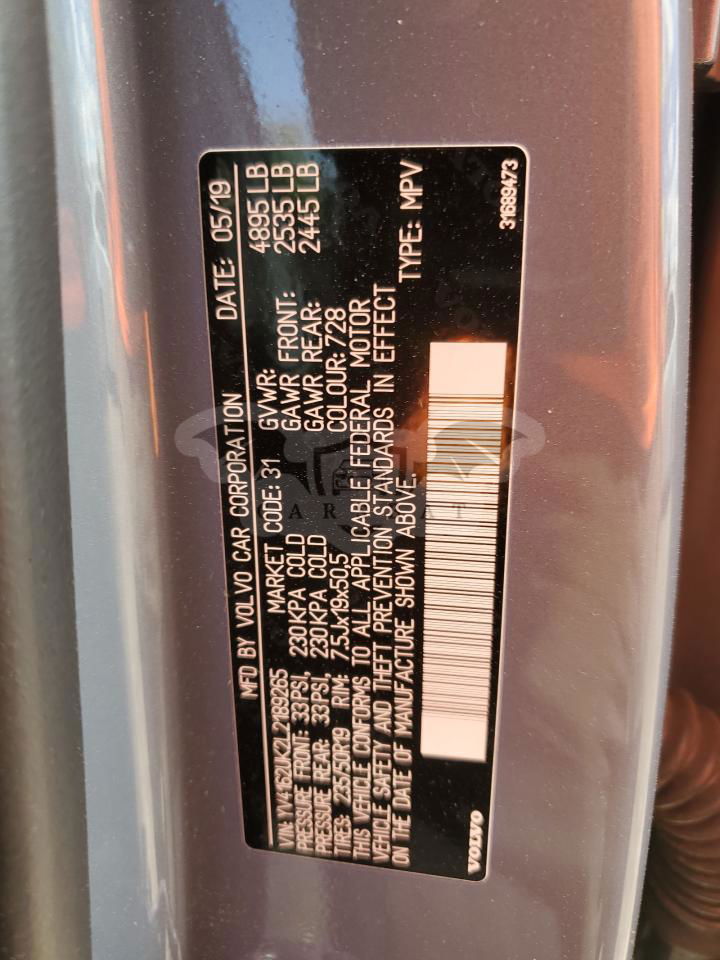 MFD BY VOLVO CAR CORPORATION DATE: 05/19
VIN: YV4162UK2L2189265 MARKET CODE: 31 GVWR: 4895 LB
PRESSURE FRONT: 33PSI, 230KPA COLD GAWR FRONT: 2535 LB
PRESSURE REAR: 33PSI, 230KPA COLD GAWR REAR: 2445 LB
TIRES: 235/50R19 RIM: 7.5Jx19x50,5 COLOUR: 728
THIS VEHICLE CONFORMS TO ALL APPLICABLE FEDERAL MOTOR
VEHICLE SAFETY AND THEFT PREVENTION STANDARDS IN EFFECT
ON THE DATE OF MANUFACTURE SHOWN ABOVE. TYPE: MPV
VOLVO 31689473